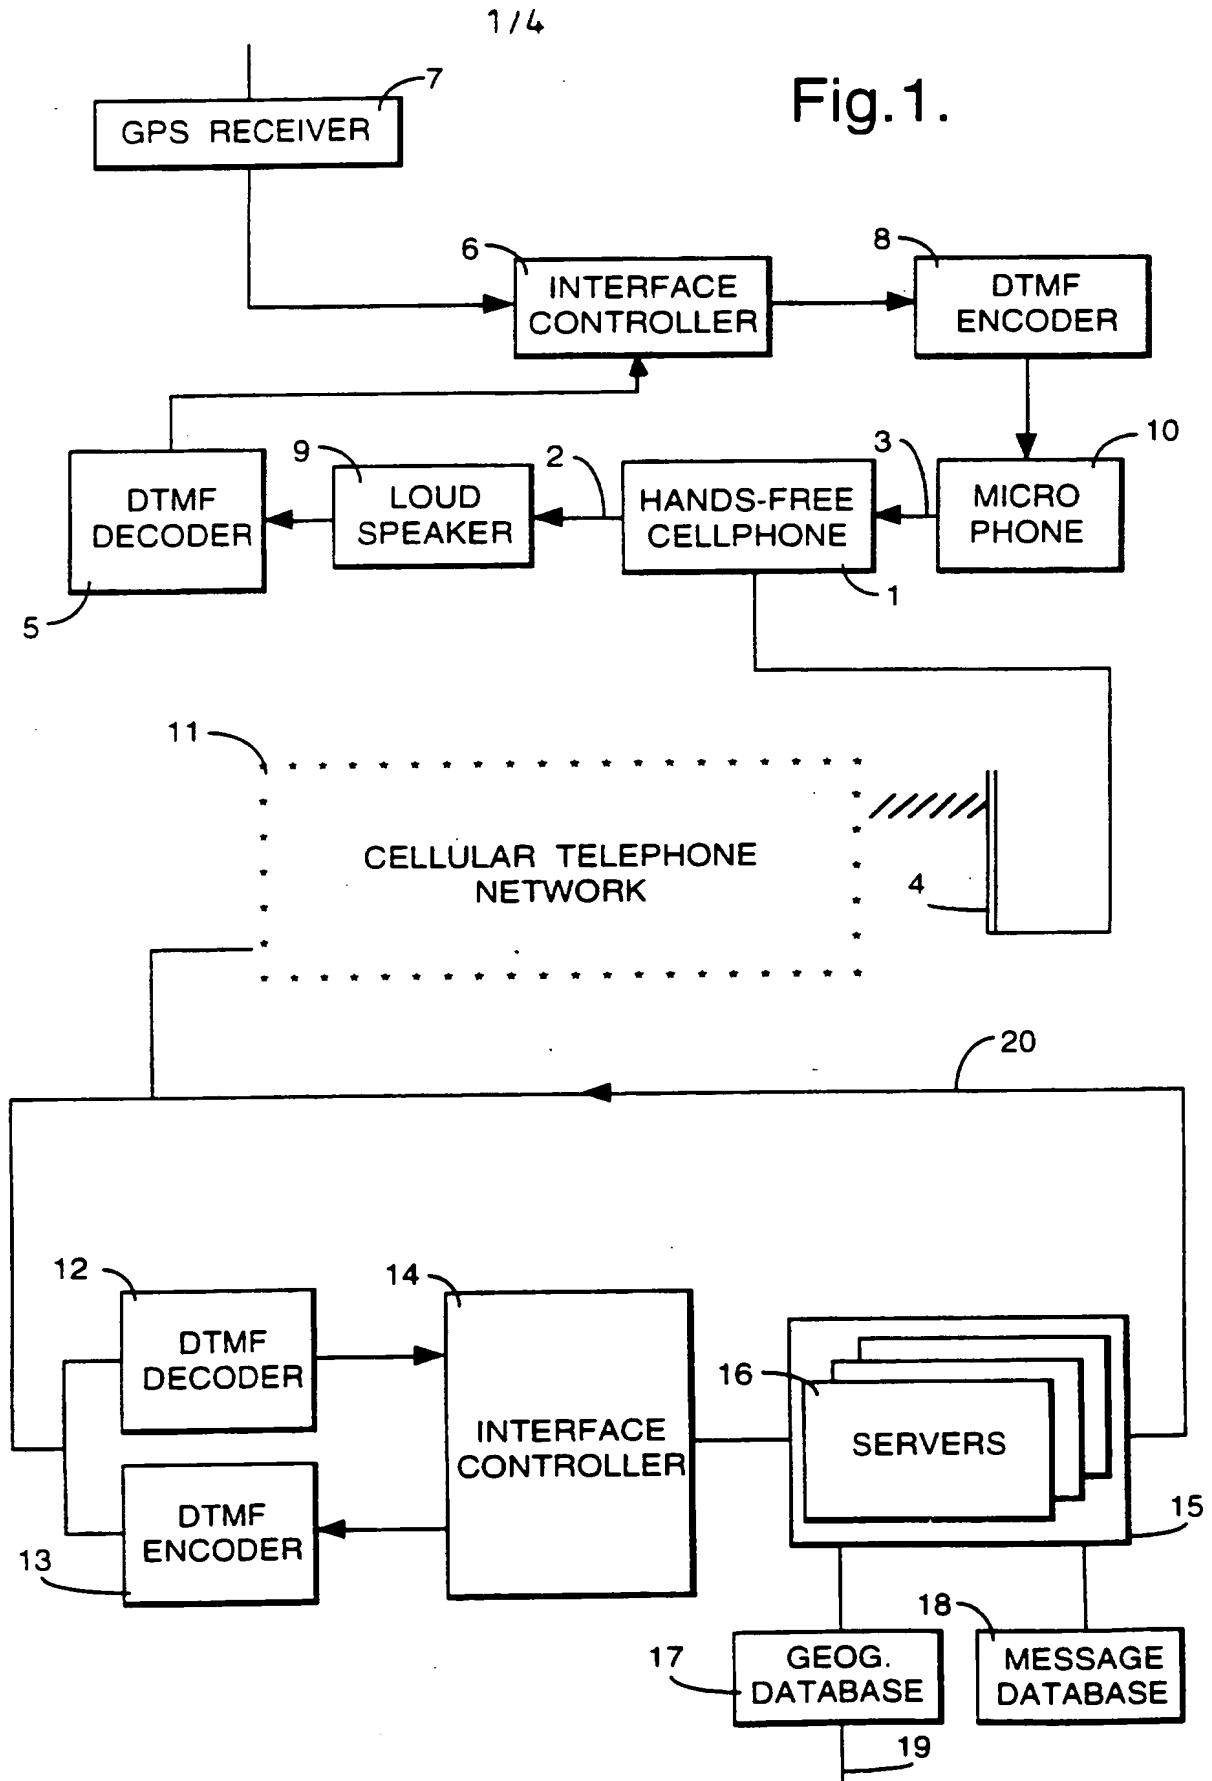 1/4
Fig.1.
7
GPS RECEIVER
6
8
INTERFACE
CONTROLLER
DTMF
ENCODER
9
2
3
10
DTMF
DECODER
LOUD
SPEAKER
HANDS-FREE
CELLPHONE
MICRO
PHONE
5
1
11
CELLULAR TELEPHONE
NETWORK
4
20
12
14
DTMF
DECODER
16
INTERFACE
CONTROLLER
SERVERS
DTMF
ENCODER
15
13
18
17
GEOG.
DATABASE
MESSAGE
DATABASE
19